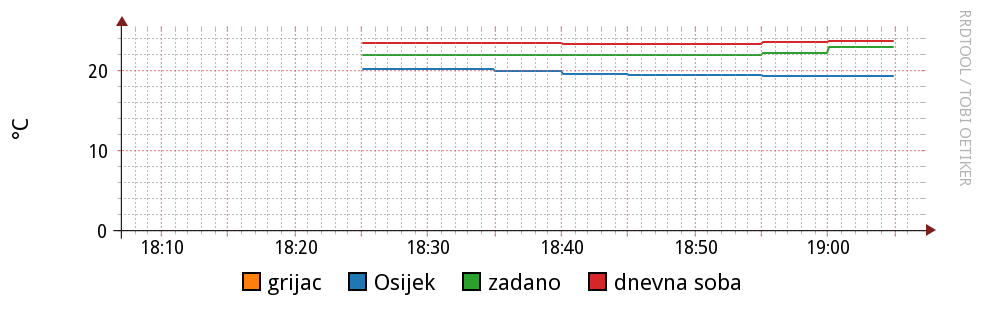 RRDTOOL / TOBI OETIKER
°C
20
10
0
18:10 18:20 18:30 18:40 18:50 19:00
grijac Osijek zadano dnevna soba